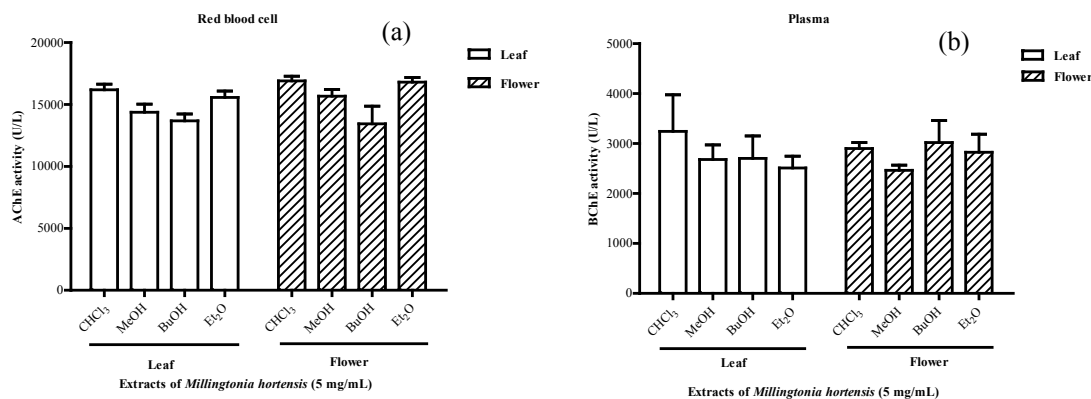 Red blood cell
(a)
Leaf
Flower
20000
15000
10000
5000
0
AChE activity (U/L)
CHCl₃
MeOH
BuOH
Et₂O
CHCl₃
MeOH
BuOH
Et₂O
Leaf
Flower
Extracts of Millingtonia hortensis (5 mg/mL)
Plasma
(b)
Leaf
Flower
5000
4000
3000
2000
1000
0
BChE activity (U/L)
CHCl₃
MeOH
BuOH
Et₂O
CHCl₃
MeOH
BuOH
Et₂O
Leaf
Flower
Extracts of Millingtonia hortensis (5 mg/mL)